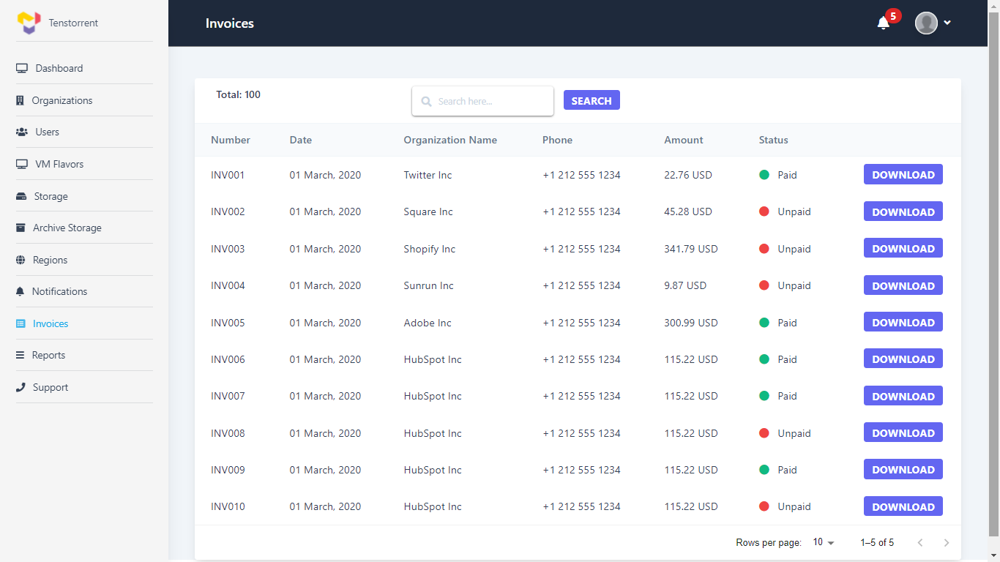 Tenstorrent
Dashboard
Organizations
Users
VM Flavors
Storage
Archive Storage
Regions
Notifications
Invoices
Reports
Support
Invoices 5
Total: 100 Search here... SEARCH
Number Date Organization Name Phone Amount Status
INV001 01 March, 2020 Twitter Inc +1 212 555 1234 22.76 USD Paid DOWNLOAD
INV002 01 March, 2020 Square Inc +1 212 555 1234 45.28 USD Unpaid DOWNLOAD
INV003 01 March, 2020 Shopify Inc +1 212 555 1234 341.79 USD Unpaid DOWNLOAD
INV004 01 March, 2020 Sunrun Inc +1 212 555 1234 9.87 USD Unpaid DOWNLOAD
INV005 01 March, 2020 Adobe Inc +1 212 555 1234 300.99 USD Paid DOWNLOAD
INV006 01 March, 2020 HubSpot Inc +1 212 555 1234 115.22 USD Paid DOWNLOAD
INV007 01 March, 2020 HubSpot Inc +1 212 555 1234 115.22 USD Paid DOWNLOAD
INV008 01 March, 2020 HubSpot Inc +1 212 555 1234 115.22 USD Unpaid DOWNLOAD
INV009 01 March, 2020 HubSpot Inc +1 212 555 1234 115.22 USD Paid DOWNLOAD
INV010 01 March, 2020 HubSpot Inc +1 212 555 1234 115.22 USD Unpaid DOWNLOAD
Rows per page: 10 1–5 of 5